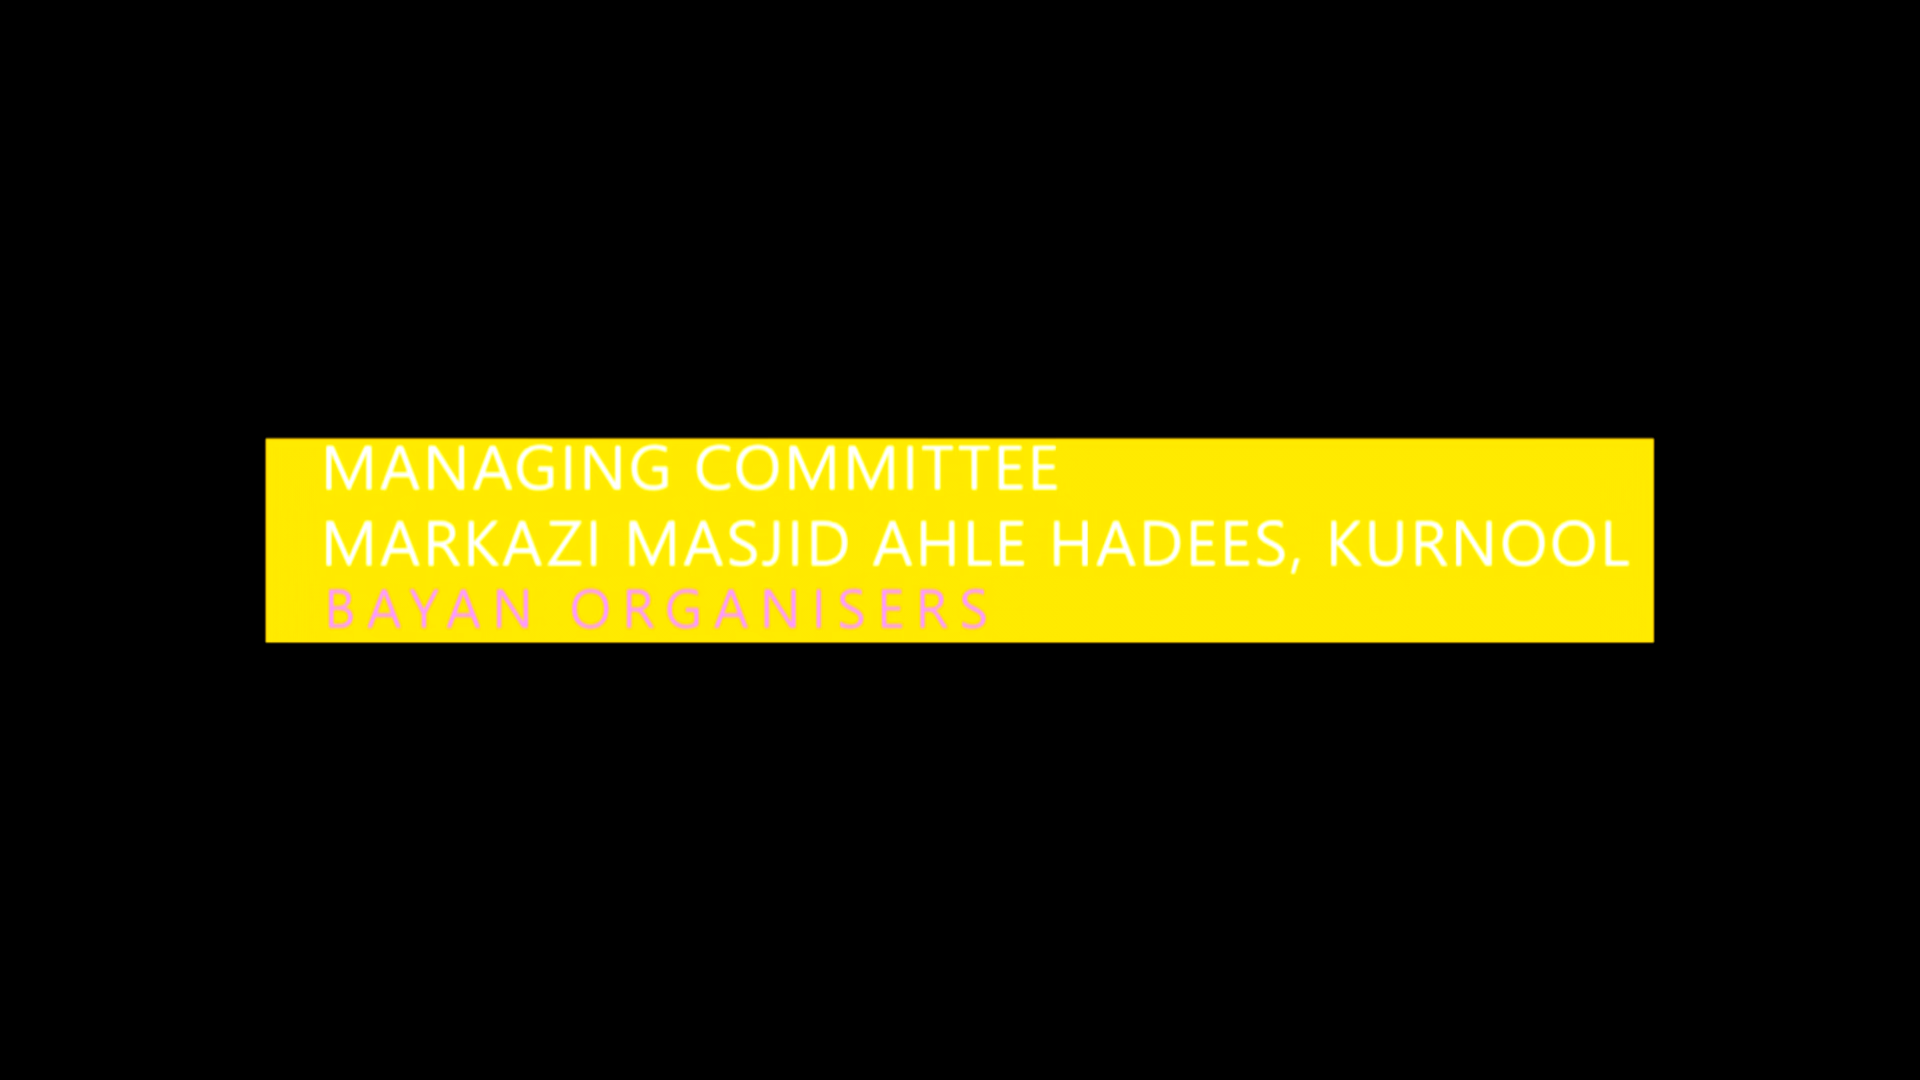 MANAGING COMMITTEE
MARKAZI MASJID AHLE HADEES, KURNOOL
BAYAN ORGANISERS